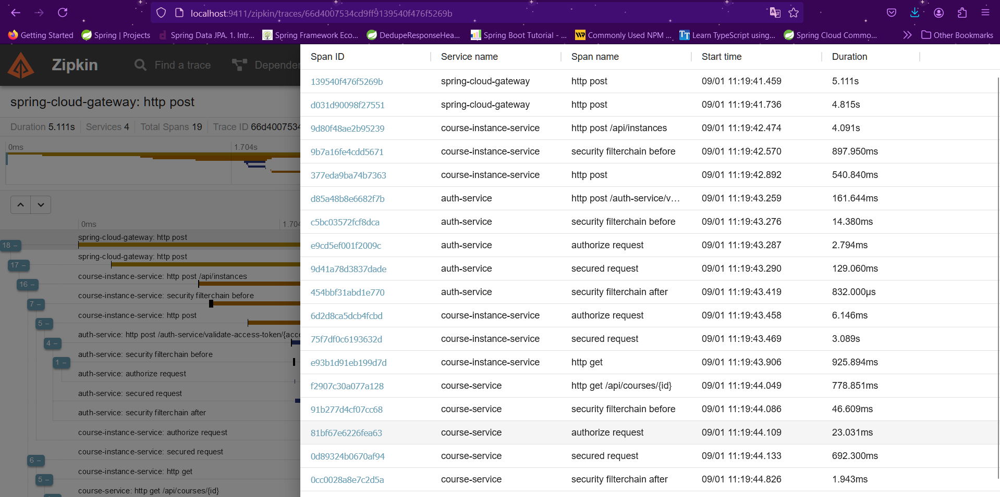 localhost:9411/zipkin/traces/66d4007534cd9ff9139540f476f5269b
Getting Started
Spring | Projects
Spring Data JPA. 1. Intr...
Spring Framework Eco...
DedupeResponseHea...
Spring Boot Tutorial - ...
Commonly Used NPM ...
Learn TypeScript using...
Spring Cloud Commo...
Other Bookmarks
Zipkin
Find a trace
Depender
spring-cloud-gateway: http post
Duration 5.111s Services 4 Total Spans 19 Trace ID 66d4007534
0ms 1.704s
0ms 1.704
18 – spring-cloud-gateway: http post
17 – spring-cloud-gateway: http post
16 – course-instance-service: http post /api/instances
7 – course-instance-service: security filterchain before
5 – course-instance-service: http post
4 – auth-service: http post /auth-service/validate-access-token/{acce
1 – auth-service: security filterchain before
auth-service: authorize request
auth-service: secured request
auth-service: security filterchain after
course-instance-service: authorize request
6 – course-instance-service: secured request
5 – course-instance-service: http get
course-service: http get /api/courses/{id}
Span ID Service name Span name Start time Duration
139540f476f5269b spring-cloud-gateway http post 09/01 11:19:41.459 5.111s
d031d90098f27551 spring-cloud-gateway http post 09/01 11:19:41.736 4.815s
9d80f48ae2b95239 course-instance-service http post /api/instances 09/01 11:19:42.474 4.091s
9b7a16fe4cdd5671 course-instance-service security filterchain before 09/01 11:19:42.570 897.950ms
377eda9ba74b7363 course-instance-service http post 09/01 11:19:42.892 540.840ms
d85a48b8e6682f7b auth-service http post /auth-service/v… 09/01 11:19:43.259 161.644ms
c5bc03572fcf8dca auth-service security filterchain before 09/01 11:19:43.276 14.380ms
e9cd5ef001f2009c auth-service authorize request 09/01 11:19:43.287 2.794ms
9d41a78d3837dade auth-service secured request 09/01 11:19:43.290 129.060ms
454bbf31abd1e770 auth-service security filterchain after 09/01 11:19:43.419 832.000μs
6d2d8ca5dcb4fcbd course-instance-service authorize request 09/01 11:19:43.458 6.146ms
75f7df0c6193632d course-instance-service secured request 09/01 11:19:43.469 3.089s
e93b1d91eb199d7d course-instance-service http get 09/01 11:19:43.906 925.894ms
f2907c30a077a128 course-service http get /api/courses/{id} 09/01 11:19:44.049 778.851ms
91b277d4cf07cc68 course-service security filterchain before 09/01 11:19:44.086 46.609ms
81bf67e6226fea63 course-service authorize request 09/01 11:19:44.109 23.031ms
0d89324b0670af94 course-service secured request 09/01 11:19:44.133 692.300ms
0cc0028a8e7c2d5a course-service security filterchain after 09/01 11:19:44.826 1.943ms